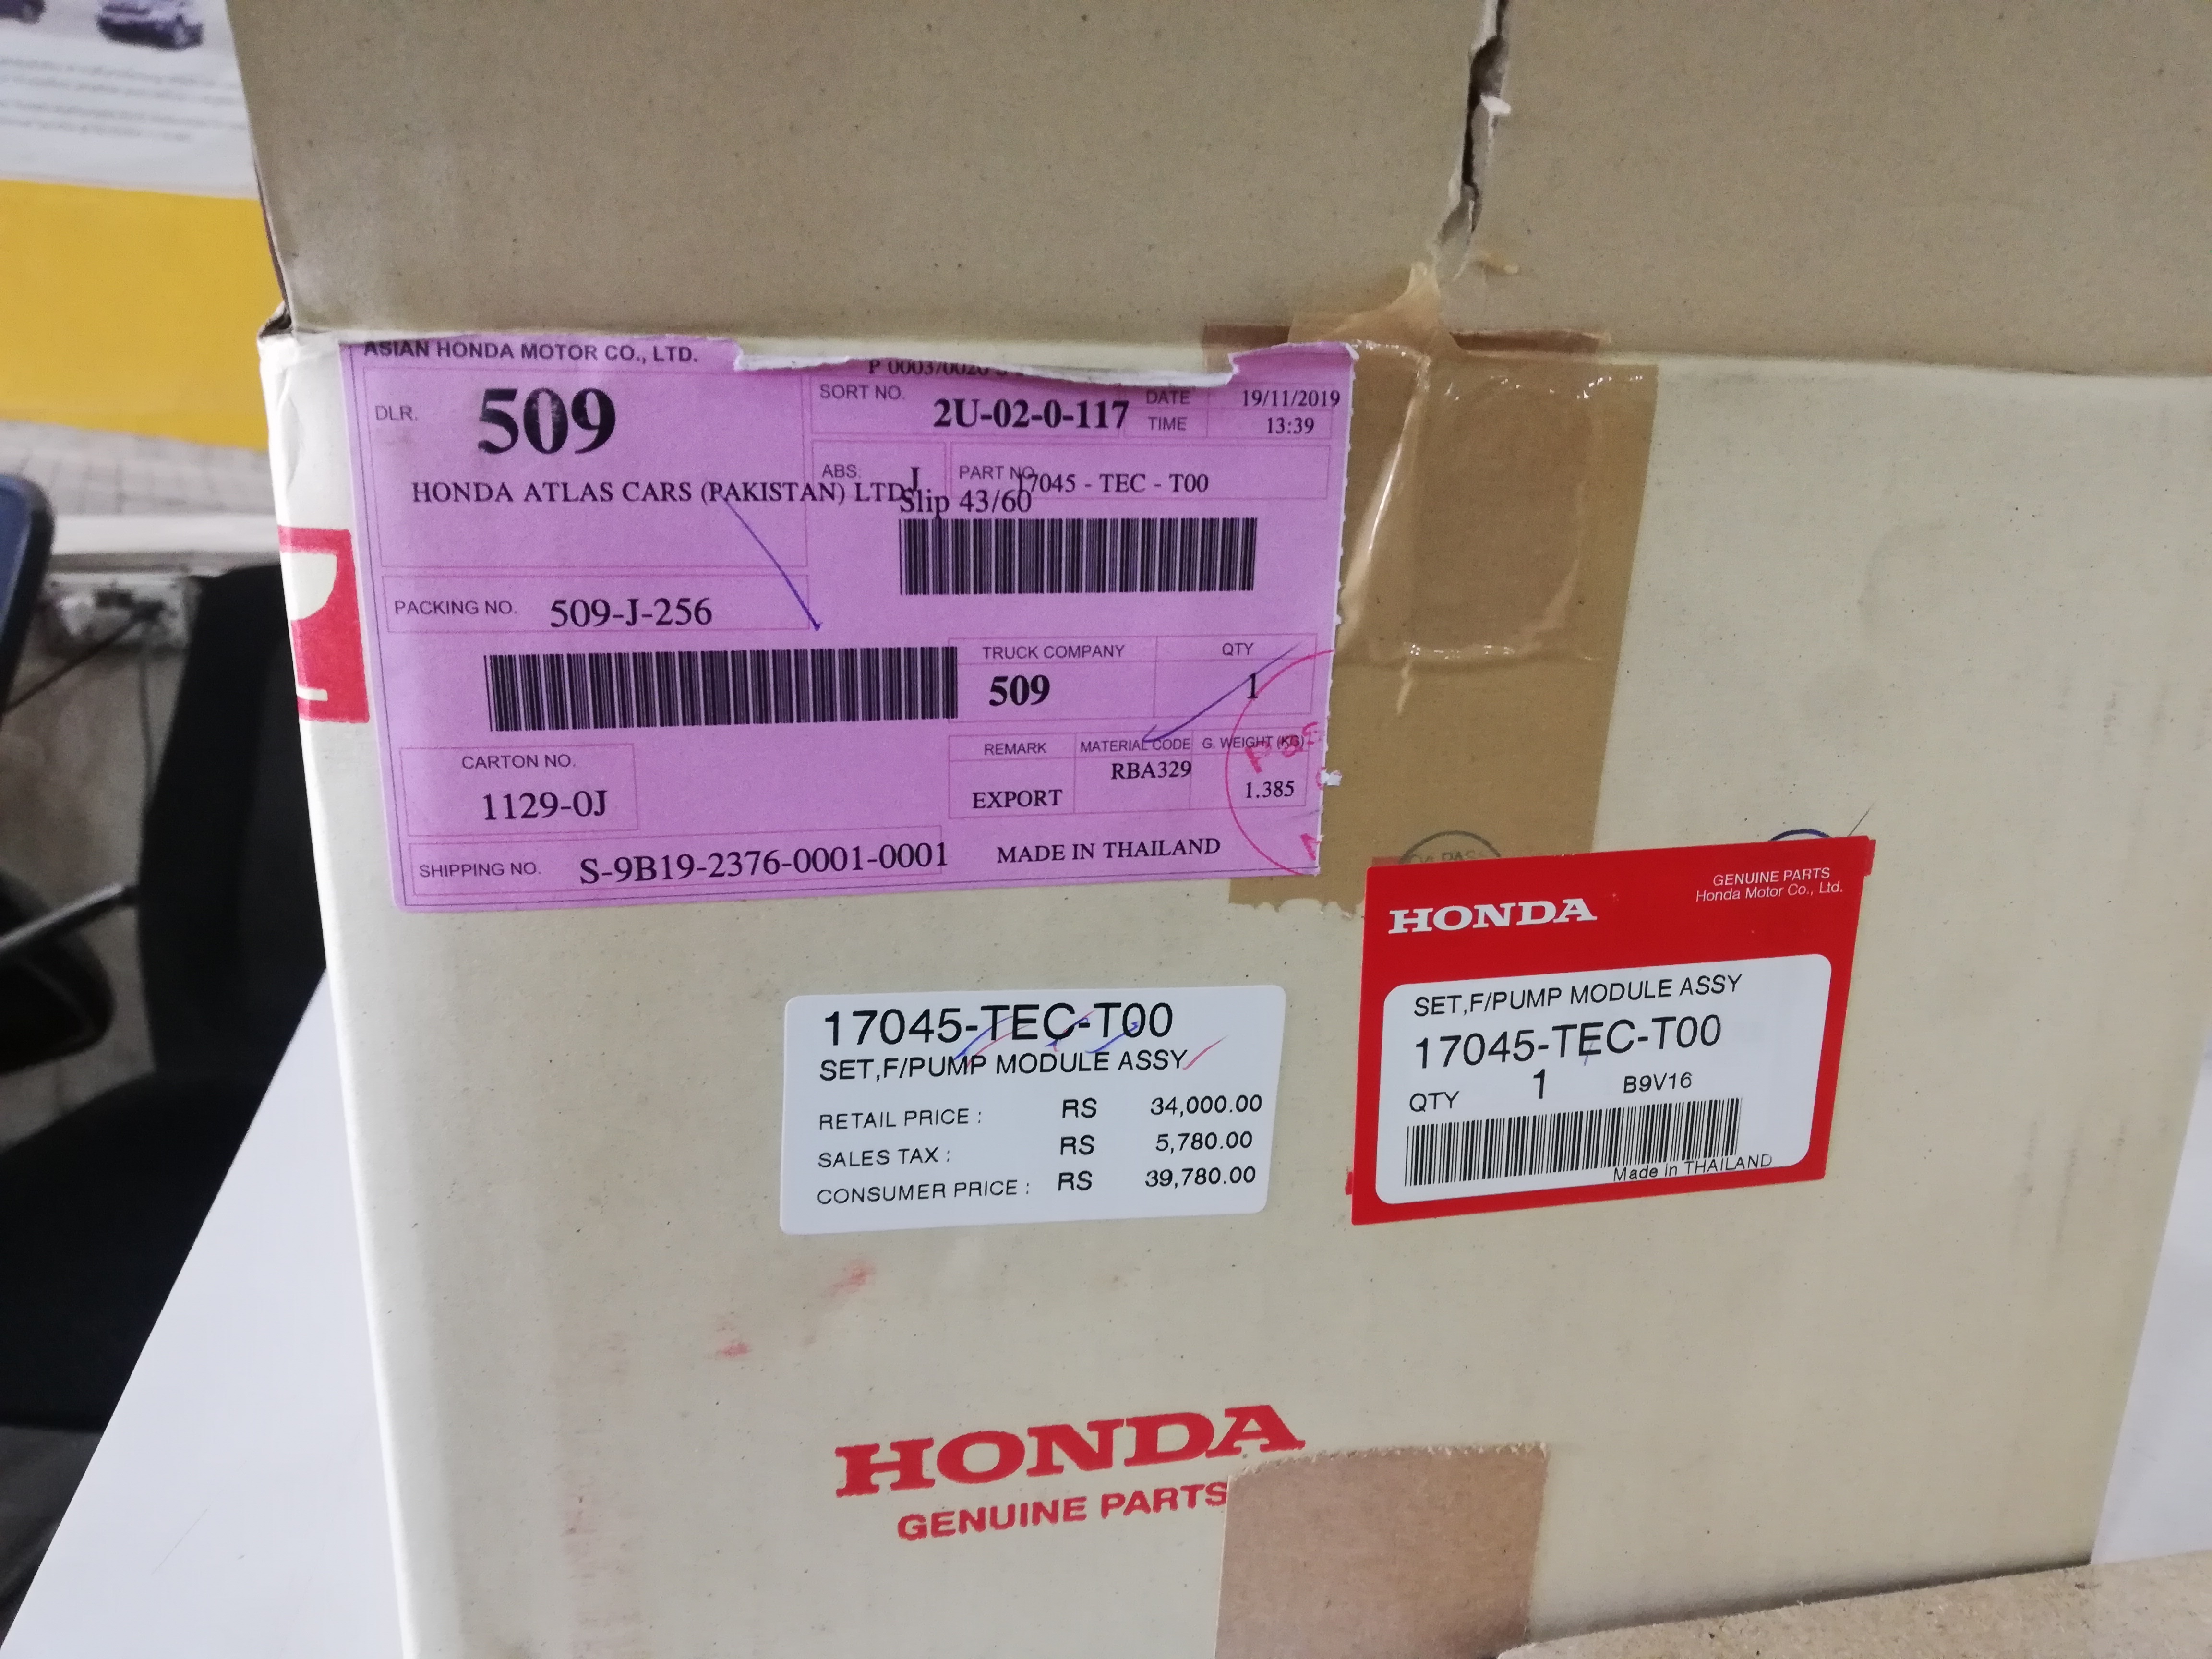 ASIAN HONDA MOTOR CO., LTD.
DLR. 509
HONDA ATLAS CARS (PAKISTAN) LTD.
SORT NO. 2U-02-0-117
DATE 19/11/2019
TIME 13:39
ABS: J
PART NO. 17045 - TEC - T00
Slip 43/60
PACKING NO. 509-J-256
TRUCK COMPANY
509
QTY
1
CARTON NO.
1129-0J
REMARK
EXPORT
MATERIAL CODE
RBA329
G. WEIGHT (KG)
1.385
SHIPPING NO. S-9B19-2376-0001-0001
MADE IN THAILAND
17045-TEC-T00
SET,F/PUMP MODULE ASSY
RETAIL PRICE : RS 34,000.00
SALES TAX : RS 5,780.00
CONSUMER PRICE : RS 39,780.00
HONDA
GENUINE PARTS
Honda Motor Co., Ltd.
SET,F/PUMP MODULE ASSY
17045-TEC-T00
QTY 1 B9V16
Made in THAILAND
HONDA
GENUINE PARTS